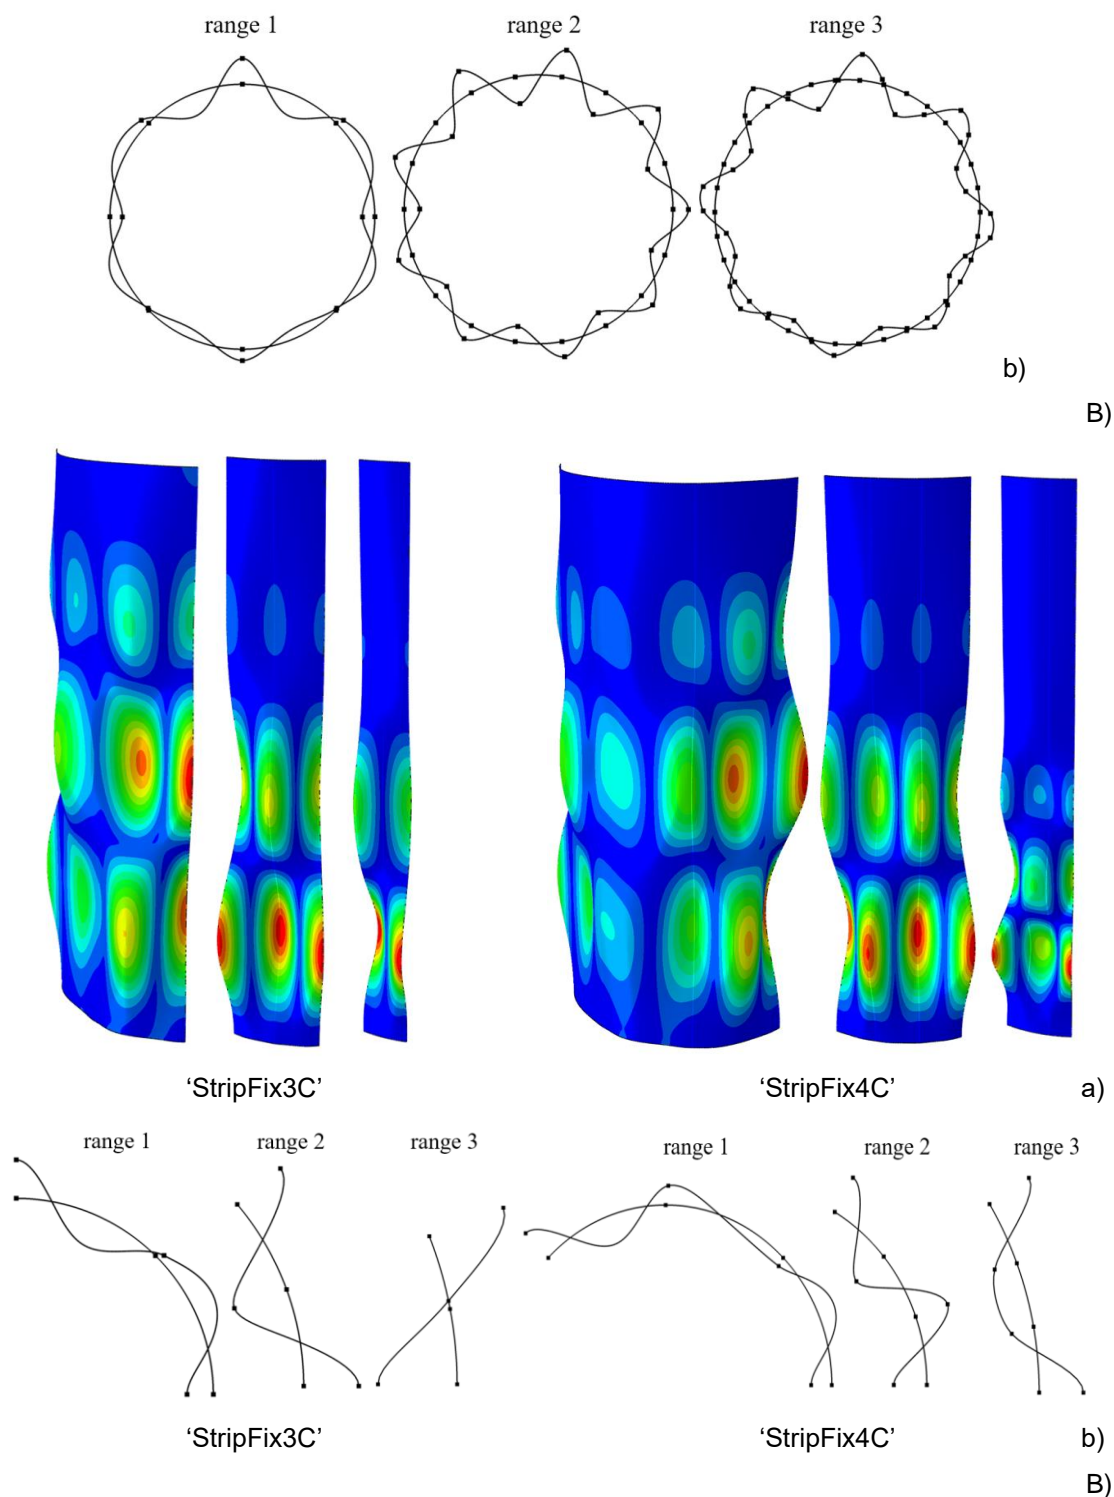 range 1 range 2 range 3
b)
B)
‘StripFix3C’ ‘StripFix4C’ a)
range 1 range 2 range 3 range 1 range 2 range 3
‘StripFix3C’ ‘StripFix4C’ b)
B)